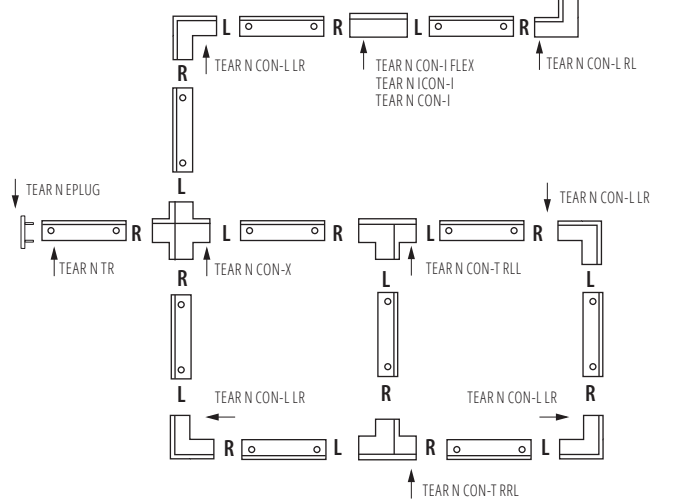 L R L R
TEAR N CON-L LR
TEAR N CON-I FLEX
TEAR N ICON-I
TEAR N CON-I
TEAR N CON-L RL
R
L
TEAR N EPLUG
TEAR N CON-L LR
R L R L R
TEAR N TR
TEAR N CON-X
TEAR N CON-T RLL
R L L
L R R
TEAR N CON-L LR
TEAR N CON-L LR
R L R L
TEAR N CON-T RRL